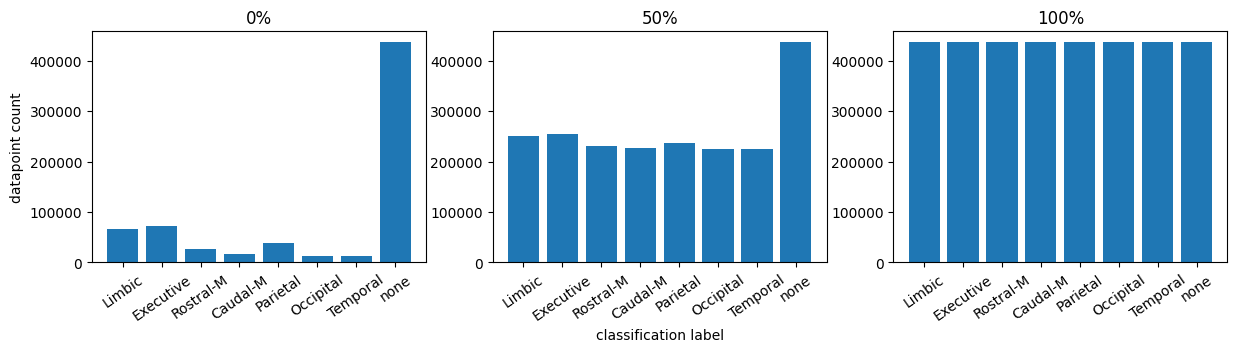 0%
50%
100%
datapoint count
400000
300000
200000
100000
0
400000
300000
200000
100000
0
400000
300000
200000
100000
0
Limbic
Executive
Rostral-M
Caudal-M
Parietal
Occipital
Temporal
none
Limbic
Executive
Rostral-M
Caudal-M
Parietal
Occipital
Temporal
none
Limbic
Executive
Rostral-M
Caudal-M
Parietal
Occipital
Temporal
none
classification label